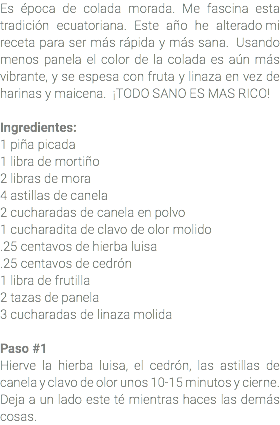 Es época de colada morada. Me fascina esta
tradición ecuatoriana. Este año he alterado mi
receta para ser más rápida y más sana. Usando
menos panela el color de la colada es aún más
vibrante, y se espesa con fruta y linaza en vez de
harinas y maicena. ¡TODO SANO ES MAS RICO!
Ingredientes:
1 piña picada
1 libra de mortiño
2 libras de mora
4 astillas de canela
2 cucharadas de canela en polvo
1 cucharadita de clavo de olor molido
.25 centavos de hierba luisa
.25 centavos de cedrón
1 libra de frutilla
2 tazas de panela
3 cucharadas de linaza molida
Paso #1
Hierve la hierba luisa, el cedrón, las astillas de
canela y clavo de olor unos 10-15 minutos y cierne.
Deja a un lado este té mientras haces las demás
cosas.